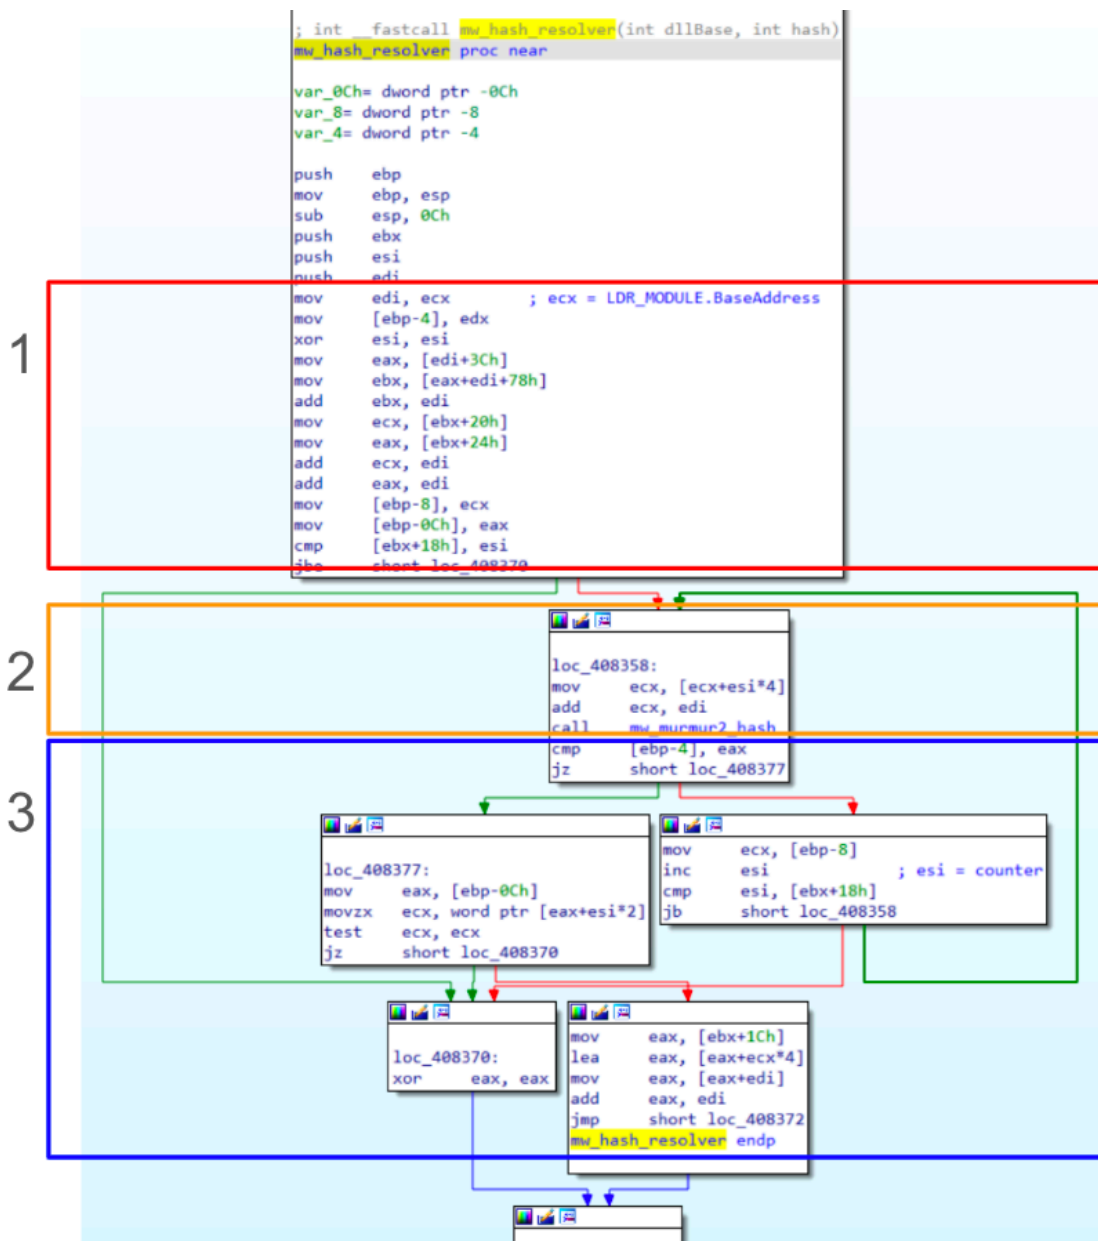 ; int __fastcall mw_hash_resolver(int dllBase, int hash)
mw_hash_resolver proc near
var_0Ch= dword ptr -0Ch
var_8= dword ptr -8
var_4= dword ptr -4
push ebp
mov ebp, esp
sub esp, 0Ch
push ebx
push esi
push edi
1
mov edi, ecx ; ecx = LDR_MODULE.BaseAddress
mov [ebp-4], edx
xor esi, esi
mov eax, [edi+3Ch]
mov ebx, [eax+edi+78h]
add ebx, edi
mov ecx, [ebx+20h]
mov eax, [ebx+24h]
add ecx, edi
add eax, edi
mov [ebp-8], ecx
mov [ebp-0Ch], eax
cmp [ebx+18h], esi
jbe short loc_408370
2
loc_408358:
mov ecx, [ecx+esi*4]
add ecx, edi
call mw_murmur2_hash
3
cmp [ebp-4], eax
jz short loc_408377
loc_408377:
mov eax, [ebp-0Ch]
movzx ecx, word ptr [eax+esi*2]
test ecx, ecx
jz short loc_408370
mov ecx, [ebp-8]
inc esi ; esi = counter
cmp esi, [ebx+18h]
jb short loc_408358
loc_408370:
xor eax, eax
mov eax, [ebx+1Ch]
lea eax, [eax+ecx*4]
mov eax, [eax+edi]
add eax, edi
jmp short loc_408372
mw_hash_resolver endp